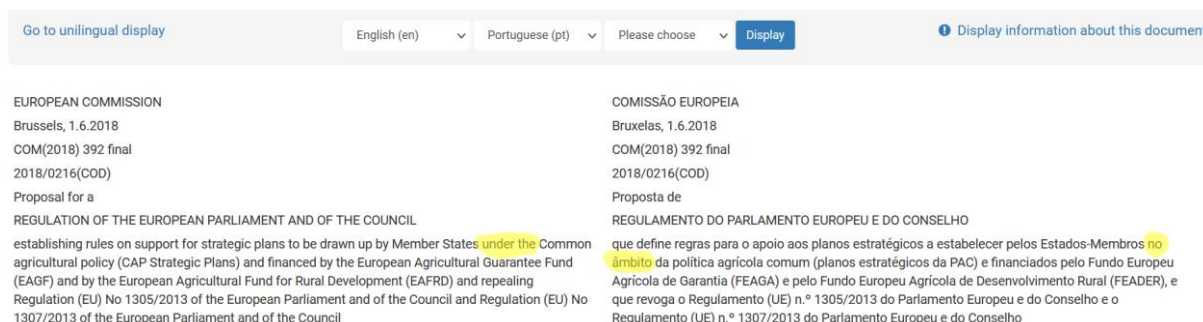 Go to unilingual display
English (en)
Portuguese (pt)
Please choose
Display
Display information about this document
EUROPEAN COMMISSION
Brussels, 1.6.2018
COM(2018) 392 final
2018/0216(COD)
Proposal for a
REGULATION OF THE EUROPEAN PARLIAMENT AND OF THE COUNCIL
establishing rules on support for strategic plans to be drawn up by Member States under the Common
agricultural policy (CAP Strategic Plans) and financed by the European Agricultural Guarantee Fund
(EAGF) and by the European Agricultural Fund for Rural Development (EAFRD) and repealing
Regulation (EU) No 1305/2013 of the European Parliament and of the Council and Regulation (EU) No
1307/2013 of the European Parliament and of the Council
COMISSÃO EUROPEIA
Bruxelas, 1.6.2018
COM(2018) 392 final
2018/0216(COD)
Proposta de
REGULAMENTO DO PARLAMENTO EUROPEU E DO CONSELHO
que define regras para o apoio aos planos estratégicos a estabelecer pelos Estados-Membros no
âmbito da política agrícola comum (planos estratégicos da PAC) e financiados pelo Fundo Europeu
Agrícola de Garantia (FEAGA) e pelo Fundo Europeu Agrícola de Desenvolvimento Rural (FEADER), e
que revoga o Regulamento (UE) n.º 1305/2013 do Parlamento Europeu e do Conselho e o
Regulamento (UE) n.º 1307/2013 do Parlamento Europeu e do Conselho